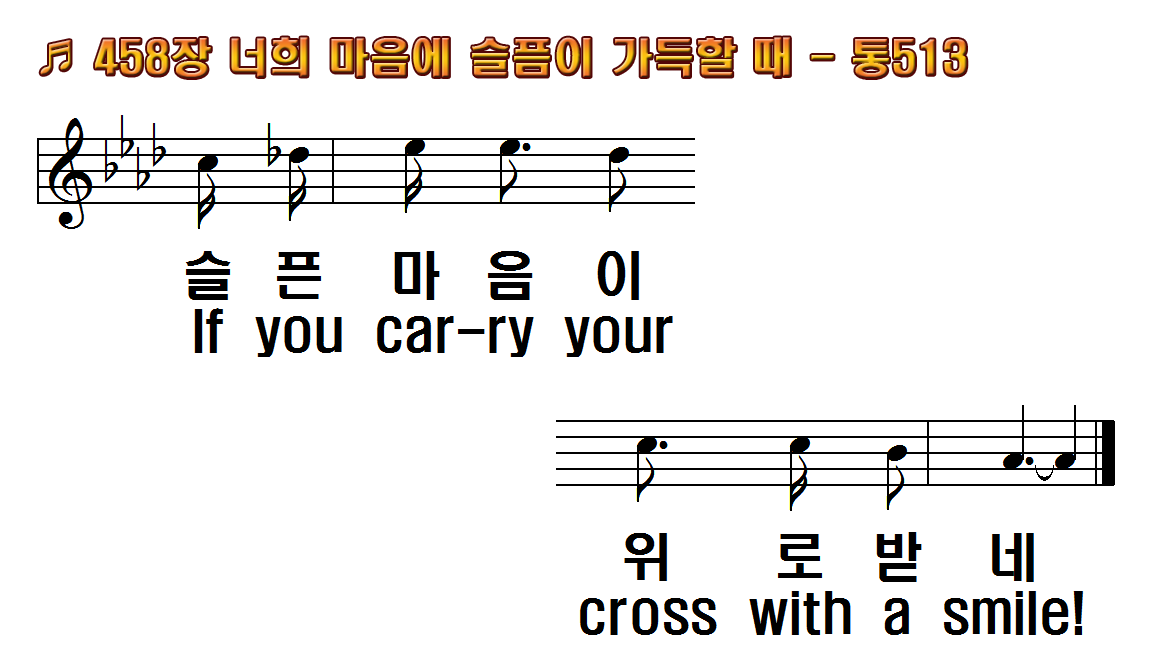 ♬ 458장 너희 마음에 슬픔이 가득할 때 - 통513
슬 픈 마 음 이
If you car-ry your
위 로 받 네
cross with a smile!